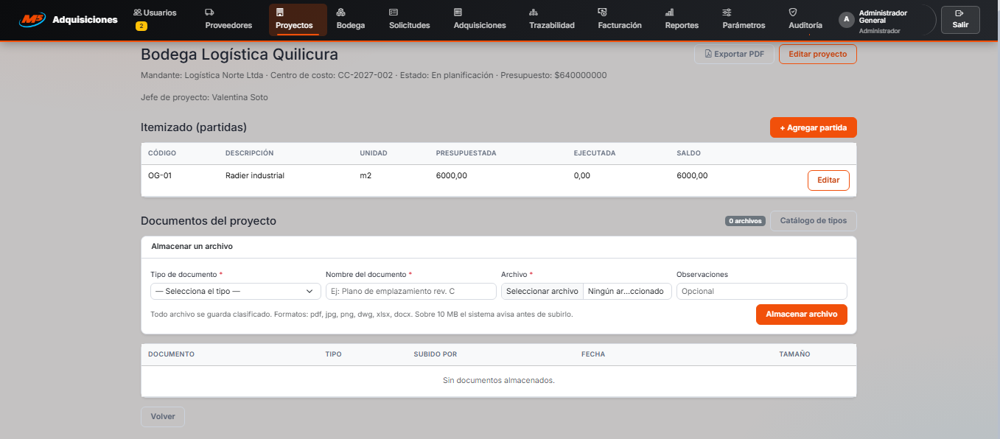 M5 Adquisiciones
Usuarios
2
Proveedores
Proyectos
Bodega
Solicitudes
Adquisiciones
Trazabilidad
Facturación
Reportes
Parámetros
Auditoría
A
Administrador General
Administrador
Salir
Bodega Logística Quilicura
Exportar PDF
Editar proyecto
Mandante: Logística Norte Ltda · Centro de costo: CC-2027-002 · Estado: En planificación · Presupuesto: $640000000
Jefe de proyecto: Valentina Soto
Itemizado (partidas)
+ Agregar partida
CÓDIGO DESCRIPCIÓN UNIDAD PRESUPUESTADA EJECUTADA SALDO
OG-01 Radier industrial m2 6000,00 0,00 6000,00 Editar
Documentos del proyecto
0 archivos
Catálogo de tipos
Almacenar un archivo
Tipo de documento * Nombre del documento * Archivo * Observaciones
— Selecciona el tipo — Ej: Plano de emplazamiento rev. C Seleccionar archivo Ningún ar...ccionado Opcional
Todo archivo se guarda clasificado. Formatos: pdf, jpg, png, dwg, xlsx, docx. Sobre 10 MB el sistema avisa antes de subirlo.
Almacenar archivo
DOCUMENTO TIPO SUBIDO POR FECHA TAMAÑO
Sin documentos almacenados.
Volver